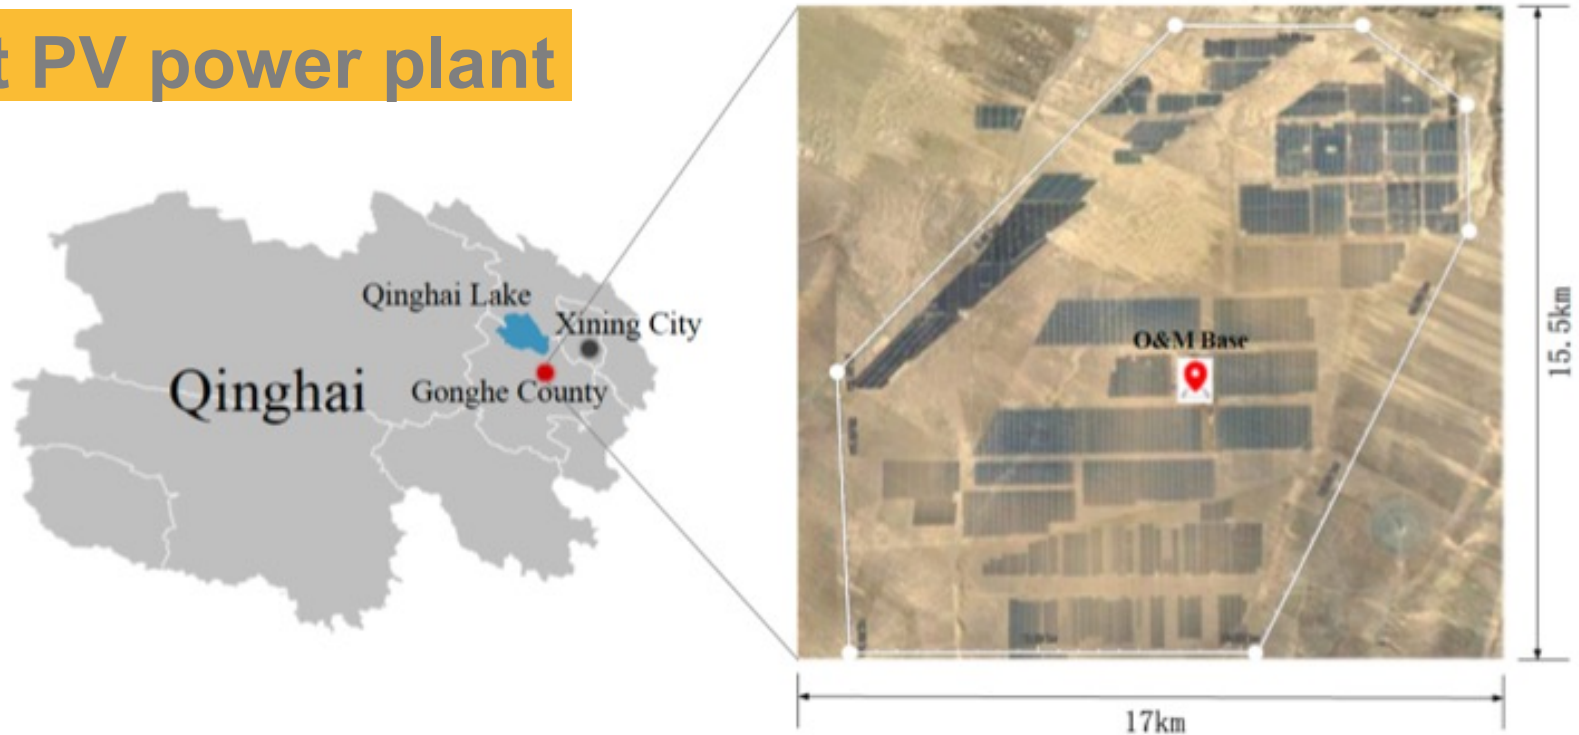 t PV power plant
Qinghai Lake
Xining City
Qinghai
Gonghe County
O&M Base
15.5km
17km